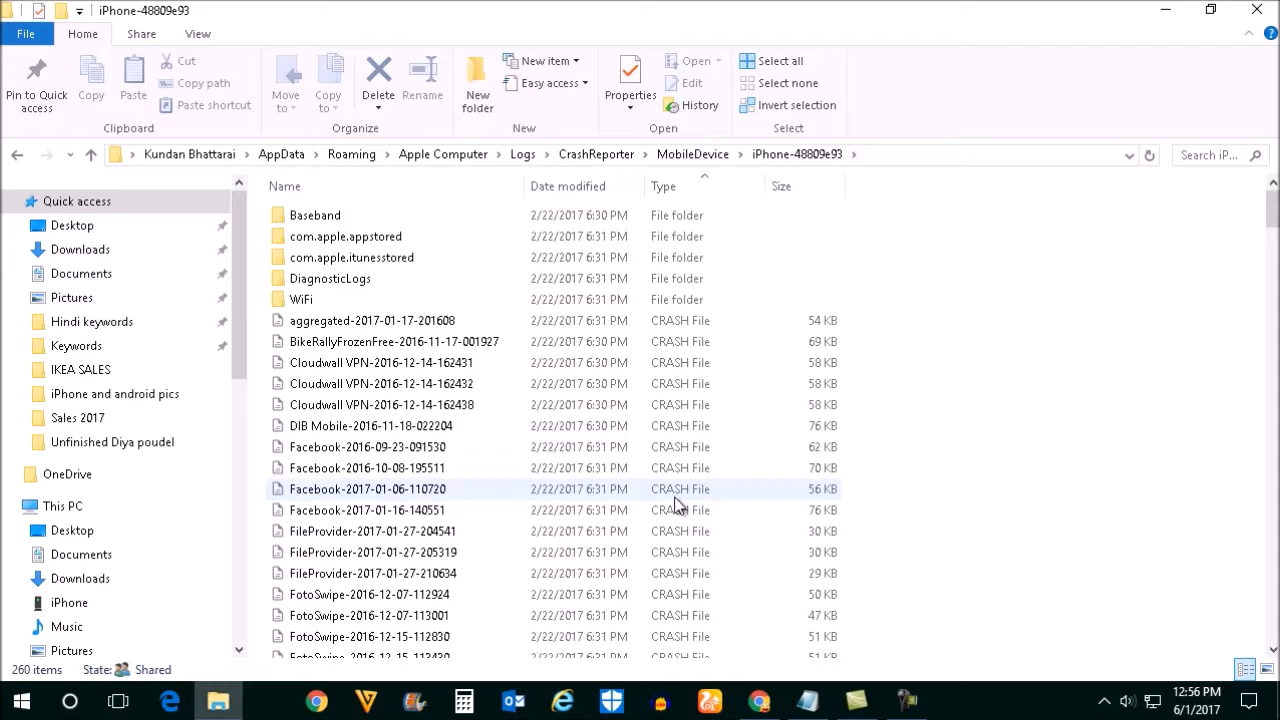 iPhone-48809e93
File Home Share View
Pin to Quick access
Copy
Paste
Cut
Copy path
Paste shortcut
Clipboard
Move to
Copy to
Delete
Rename
Organize
New folder
New item
Easy access
New
Properties
Open
Edit
History
Open
Select all
Select none
Invert selection
Select
Kundan Bhattarai > AppData > Roaming > Apple Computer > Logs > CrashReporter > MobileDevice > iPhone-48809e93 >
Search iP...
Quick access
Desktop
Downloads
Documents
Pictures
Hindi keywords
Keywords
IKEA SALES
iPhone and android pics
Sales 2017
Unfinished Diya poudel
OneDrive
This PC
Desktop
Documents
Downloads
iPhone
Music
Pictures
Name Date modified Type Size
Baseband 2/22/2017 6:30 PM File folder
com.apple.appstored 2/22/2017 6:31 PM File folder
com.apple.itunesstored 2/22/2017 6:31 PM File folder
DiagnosticLogs 2/22/2017 6:31 PM File folder
WiFi 2/22/2017 6:31 PM File folder
aggregated-2017-01-17-201608 2/22/2017 6:31 PM CRASH File 54 KB
BikeRallyFrozenFree-2016-11-17-001927 2/22/2017 6:31 PM CRASH File 69 KB
Cloudwall VPN-2016-12-14-162431 2/22/2017 6:30 PM CRASH File 58 KB
Cloudwall VPN-2016-12-14-162432 2/22/2017 6:30 PM CRASH File 58 KB
Cloudwall VPN-2016-12-14-162438 2/22/2017 6:30 PM CRASH File 58 KB
DIB Mobile-2016-11-18-022204 2/22/2017 6:30 PM CRASH File 76 KB
Facebook-2016-09-23-091530 2/22/2017 6:31 PM CRASH File 62 KB
Facebook-2016-10-08-195511 2/22/2017 6:31 PM CRASH File 70 KB
Facebook-2017-01-06-110720 2/22/2017 6:31 PM CRASH File 56 KB
Facebook-2017-01-16-140551 2/22/2017 6:31 PM CRASH File 76 KB
FileProvider-2017-01-27-204541 2/22/2017 6:31 PM CRASH File 30 KB
FileProvider-2017-01-27-205319 2/22/2017 6:31 PM CRASH File 30 KB
FileProvider-2017-01-27-210634 2/22/2017 6:31 PM CRASH File 29 KB
FotoSwipe-2016-12-07-112924 2/22/2017 6:31 PM CRASH File 50 KB
FotoSwipe-2016-12-07-113001 2/22/2017 6:31 PM CRASH File 47 KB
FotoSwipe-2016-12-15-112830 2/22/2017 6:31 PM CRASH File 51 KB
FotoSwipe-2016-12-15-113430 2/22/2017 6:31 PM CRASH File 51 KB
260 items State: Shared
12:56 PM
6/1/2017